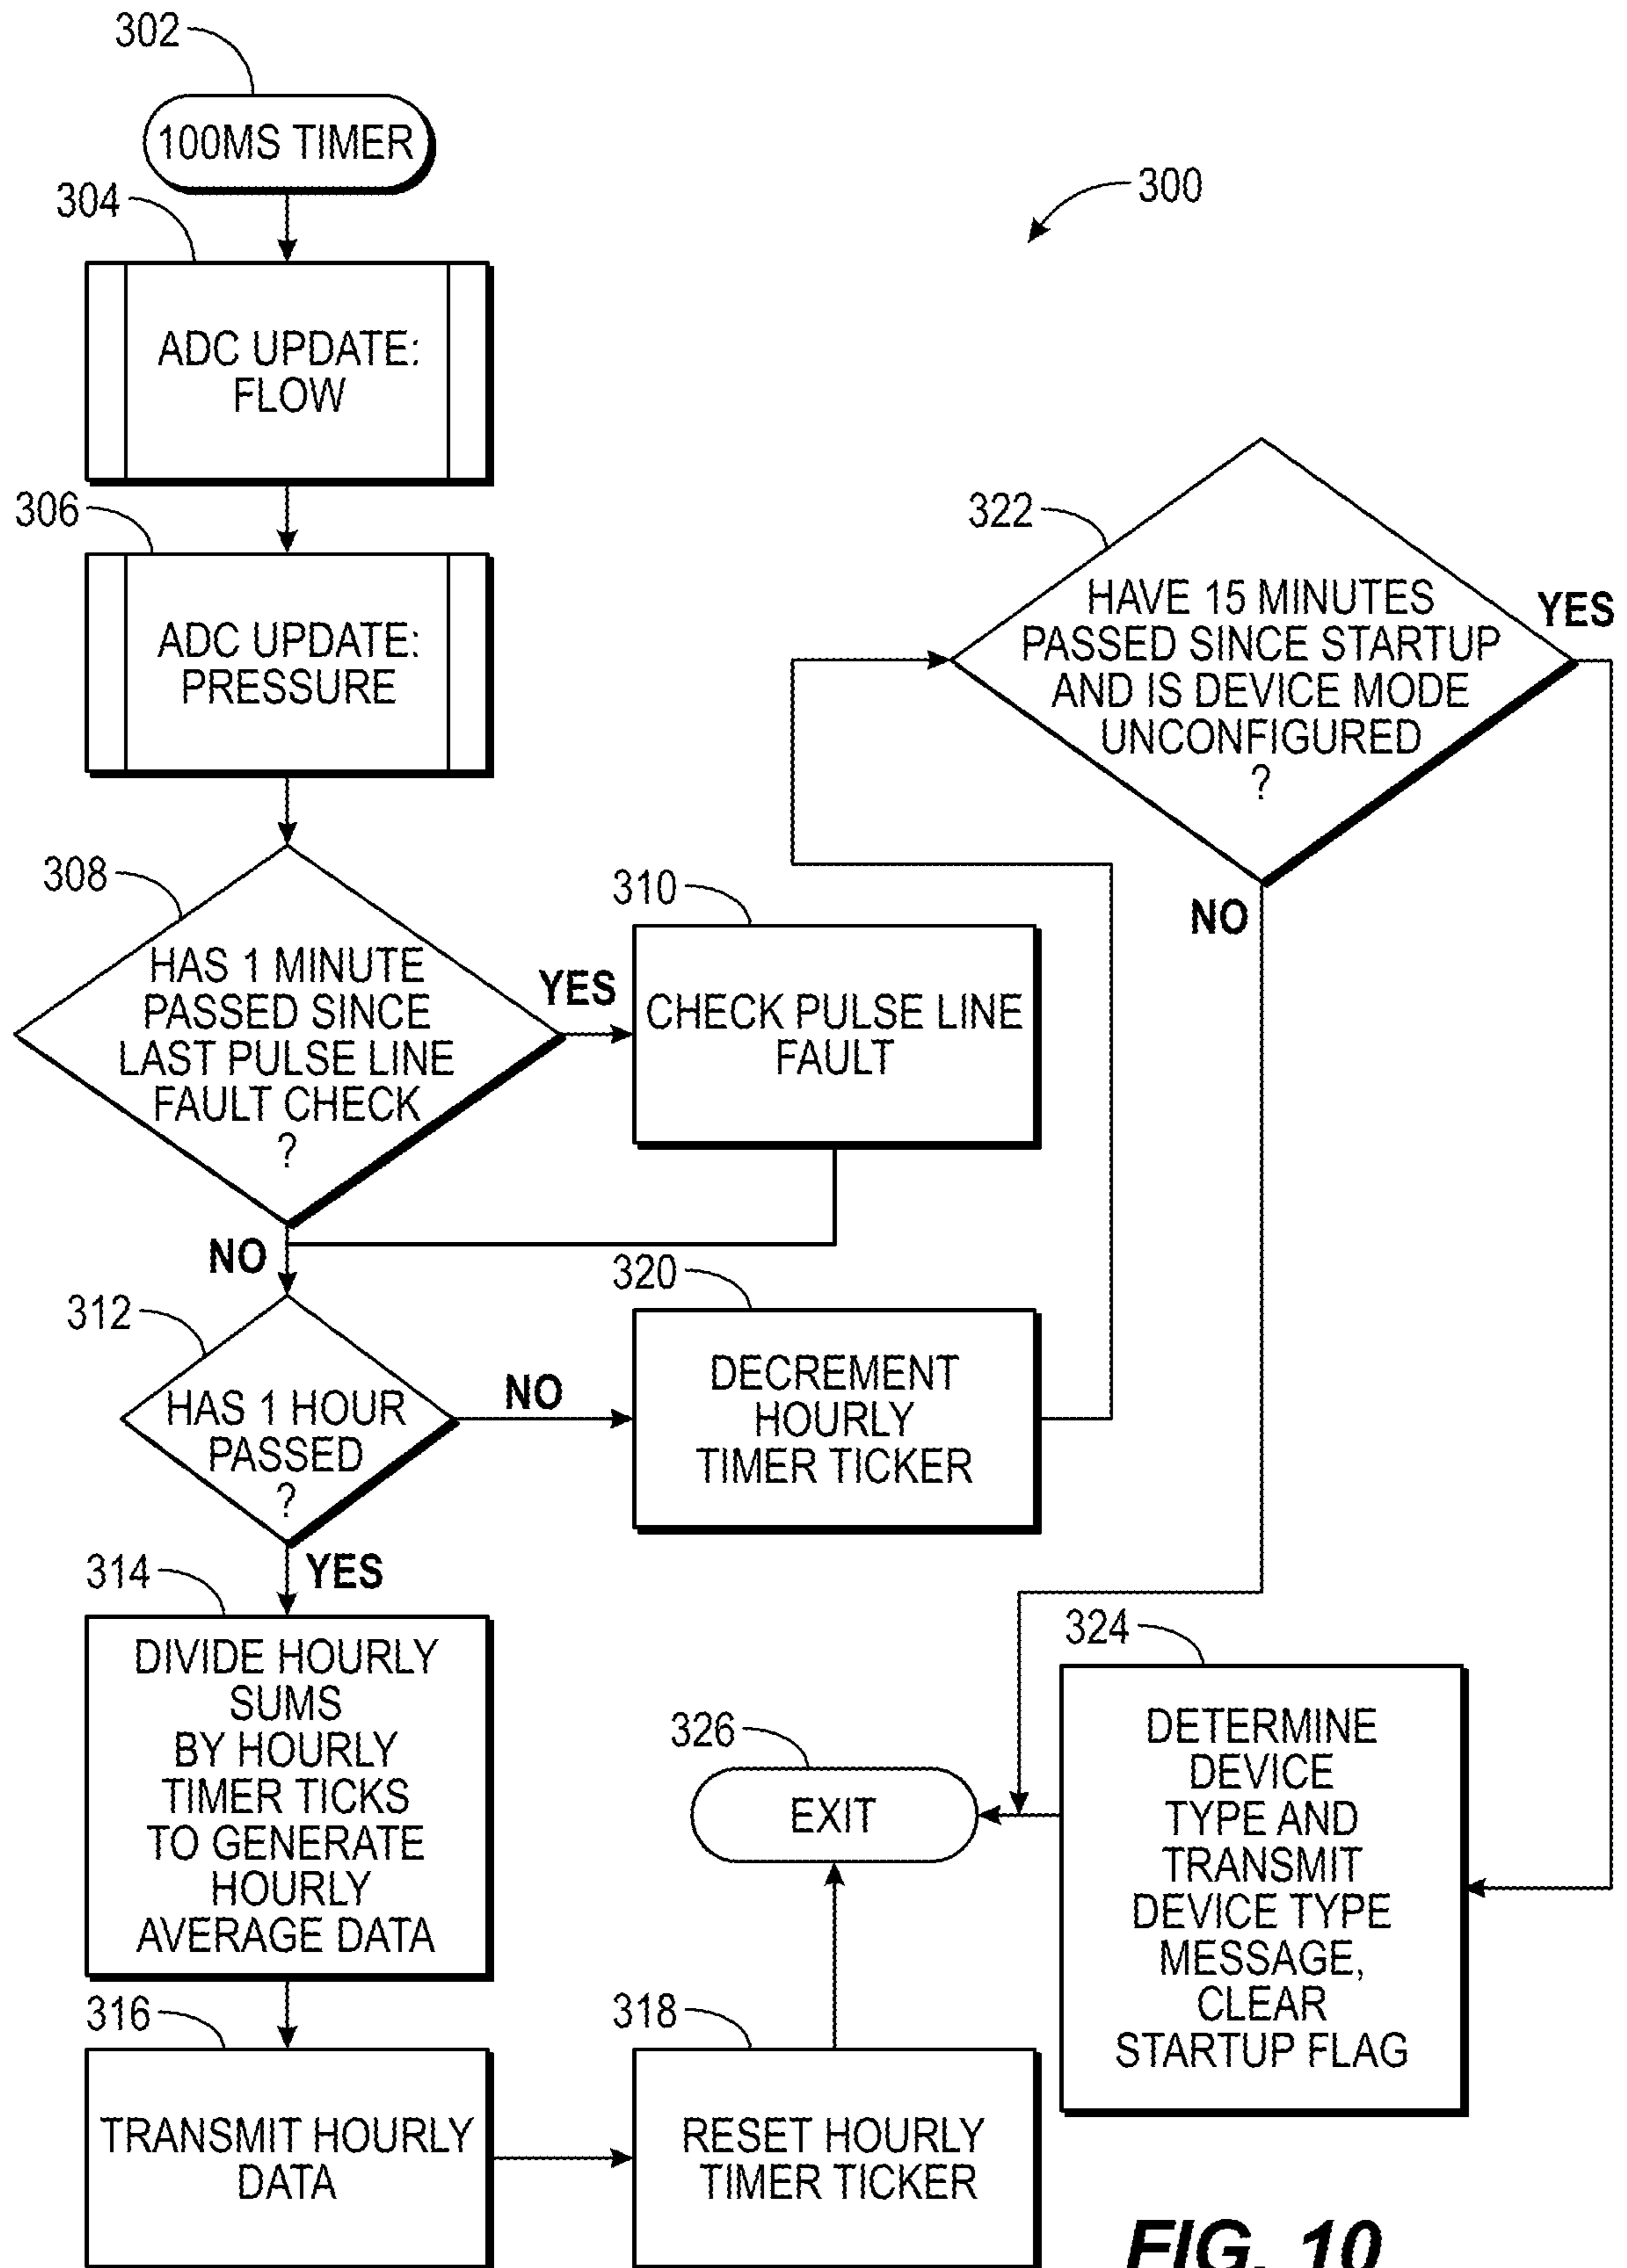 302
100MS TIMER
304
300
ADC UPDATE:
FLOW
306
ADC UPDATE:
PRESSURE
322
HAVE 15 MINUTES
PASSED SINCE STARTUP
AND IS DEVICE MODE
UNCONFIGURED
?
YES
NO
308
HAS 1 MINUTE
PASSED SINCE
LAST PULSE LINE
FAULT CHECK
?
YES
310
CHECK PULSE LINE
FAULT
NO
312
HAS 1 HOUR
PASSED
?
NO
320
DECREMENT
HOURLY
TIMER TICKER
YES
314
DIVIDE HOURLY
SUMS
BY HOURLY
TIMER TICKS
TO GENERATE
HOURLY
AVERAGE DATA
326
EXIT
324
DETERMINE
DEVICE
TYPE AND
TRANSMIT
DEVICE TYPE
MESSAGE,
CLEAR
STARTUP FLAG
316
TRANSMIT HOURLY
DATA
318
RESET HOURLY
TIMER TICKER
FIG. 10